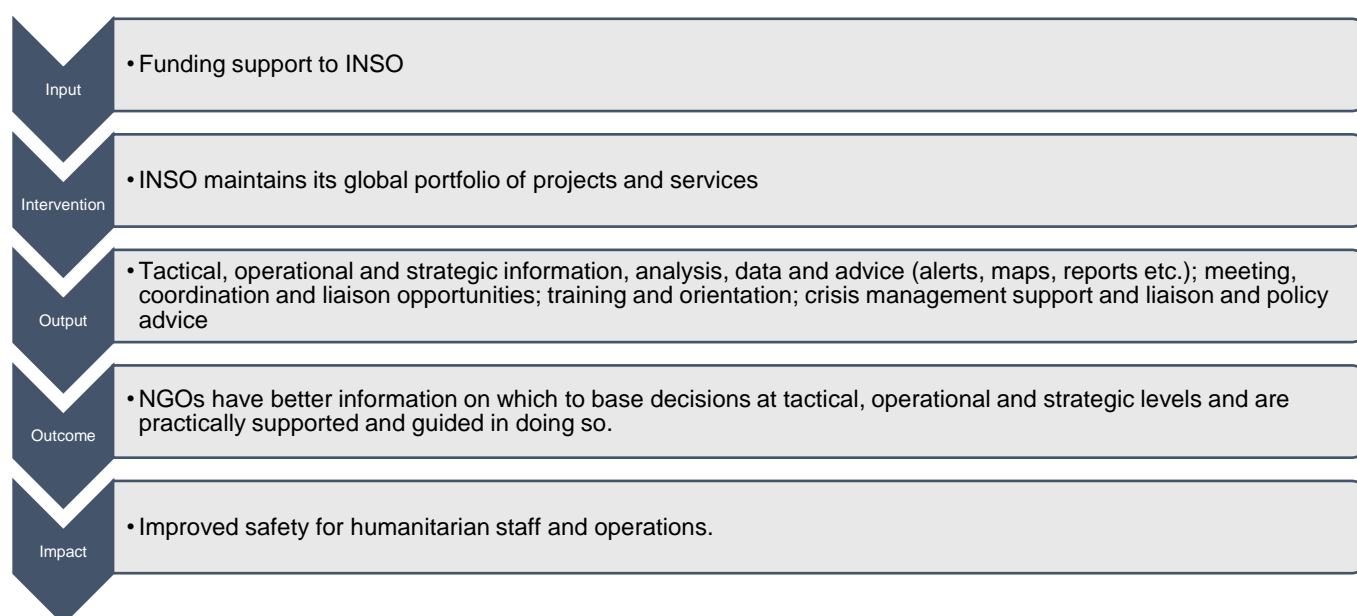 Input
• Funding support to INSO
Intervention
• INSO maintains its global portfolio of projects and services
Output
• Tactical, operational and strategic information, analysis, data and advice (alerts, maps, reports etc.); meeting,
coordination and liaison opportunities; training and orientation; crisis management support and liaison and policy
advice
Outcome
• NGOs have better information on which to base decisions at tactical, operational and strategic levels and are
practically supported and guided in doing so.
Impact
• Improved safety for humanitarian staff and operations.